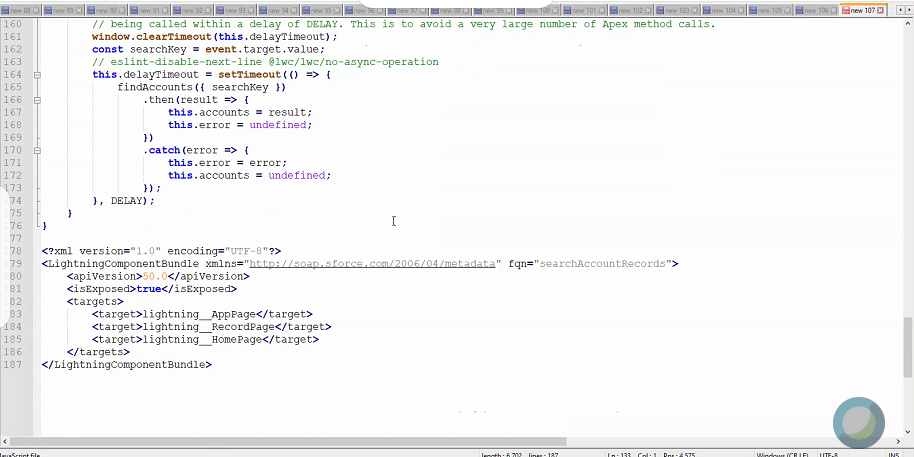 new 88 new 89 new 90 new 91 new 92 new 93 new 94 new 95 new 96 new 97 new 98 new 99 new 100 new 101 new 102 new 103 new 104 new 105 new 106 new 107
160 // being called within a delay of DELAY. This is to avoid a very large number of Apex method calls.
161 window.clearTimeout(this.delayTimeout);
162 const searchKey = event.target.value;
163 // eslint-disable-next-line @lwc/lwc/no-async-operation
164 this.delayTimeout = setTimeout(() => {
165 findAccounts({ searchKey })
166 .then(result => {
167 this.accounts = result;
168 this.error = undefined;
169 })
170 .catch(error => {
171 this.error = error;
172 this.accounts = undefined;
173 });
174 }, DELAY);
175 }
176 }
177
178 <?xml version="1.0" encoding="UTF-8"?>
179 <LightningComponentBundle xmlns="http://soap.sforce.com/2006/04/metadata" fqn="searchAccountRecords">
180 <apiVersion>50.0</apiVersion>
181 <isExposed>true</isExposed>
182 <targets>
183 <target>lightning__AppPage</target>
184 <target>lightning__RecordPage</target>
185 <target>lightning__HomePage</target>
186 </targets>
187 </LightningComponentBundle>
JavaScript file length : 6,702 lines : 187 Ln : 133 Col : 1 Pos : 4,575 Windows (CR LF) UTF-8 INS